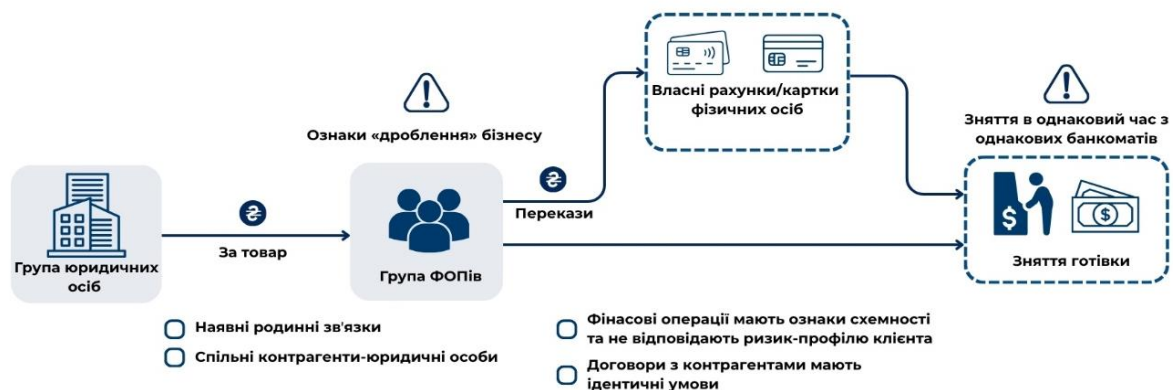 Власні рахунки/картки
фізичних осіб
Ознаки «дроблення» бізнесу
Зняття в однаковий час з
однакових банкоматів
₴
₴
Перекази
За товар
$
$
Група юридичних
осіб
Група ФОПів
Зняття готівки
Наявні родинні зв'язки
Спільні контрагенти-юридичні особи
Фінасові операції мають ознаки схемності
та не відповідають ризик-профілю клієнта
Договори з контрагентами мають
ідентичні умови